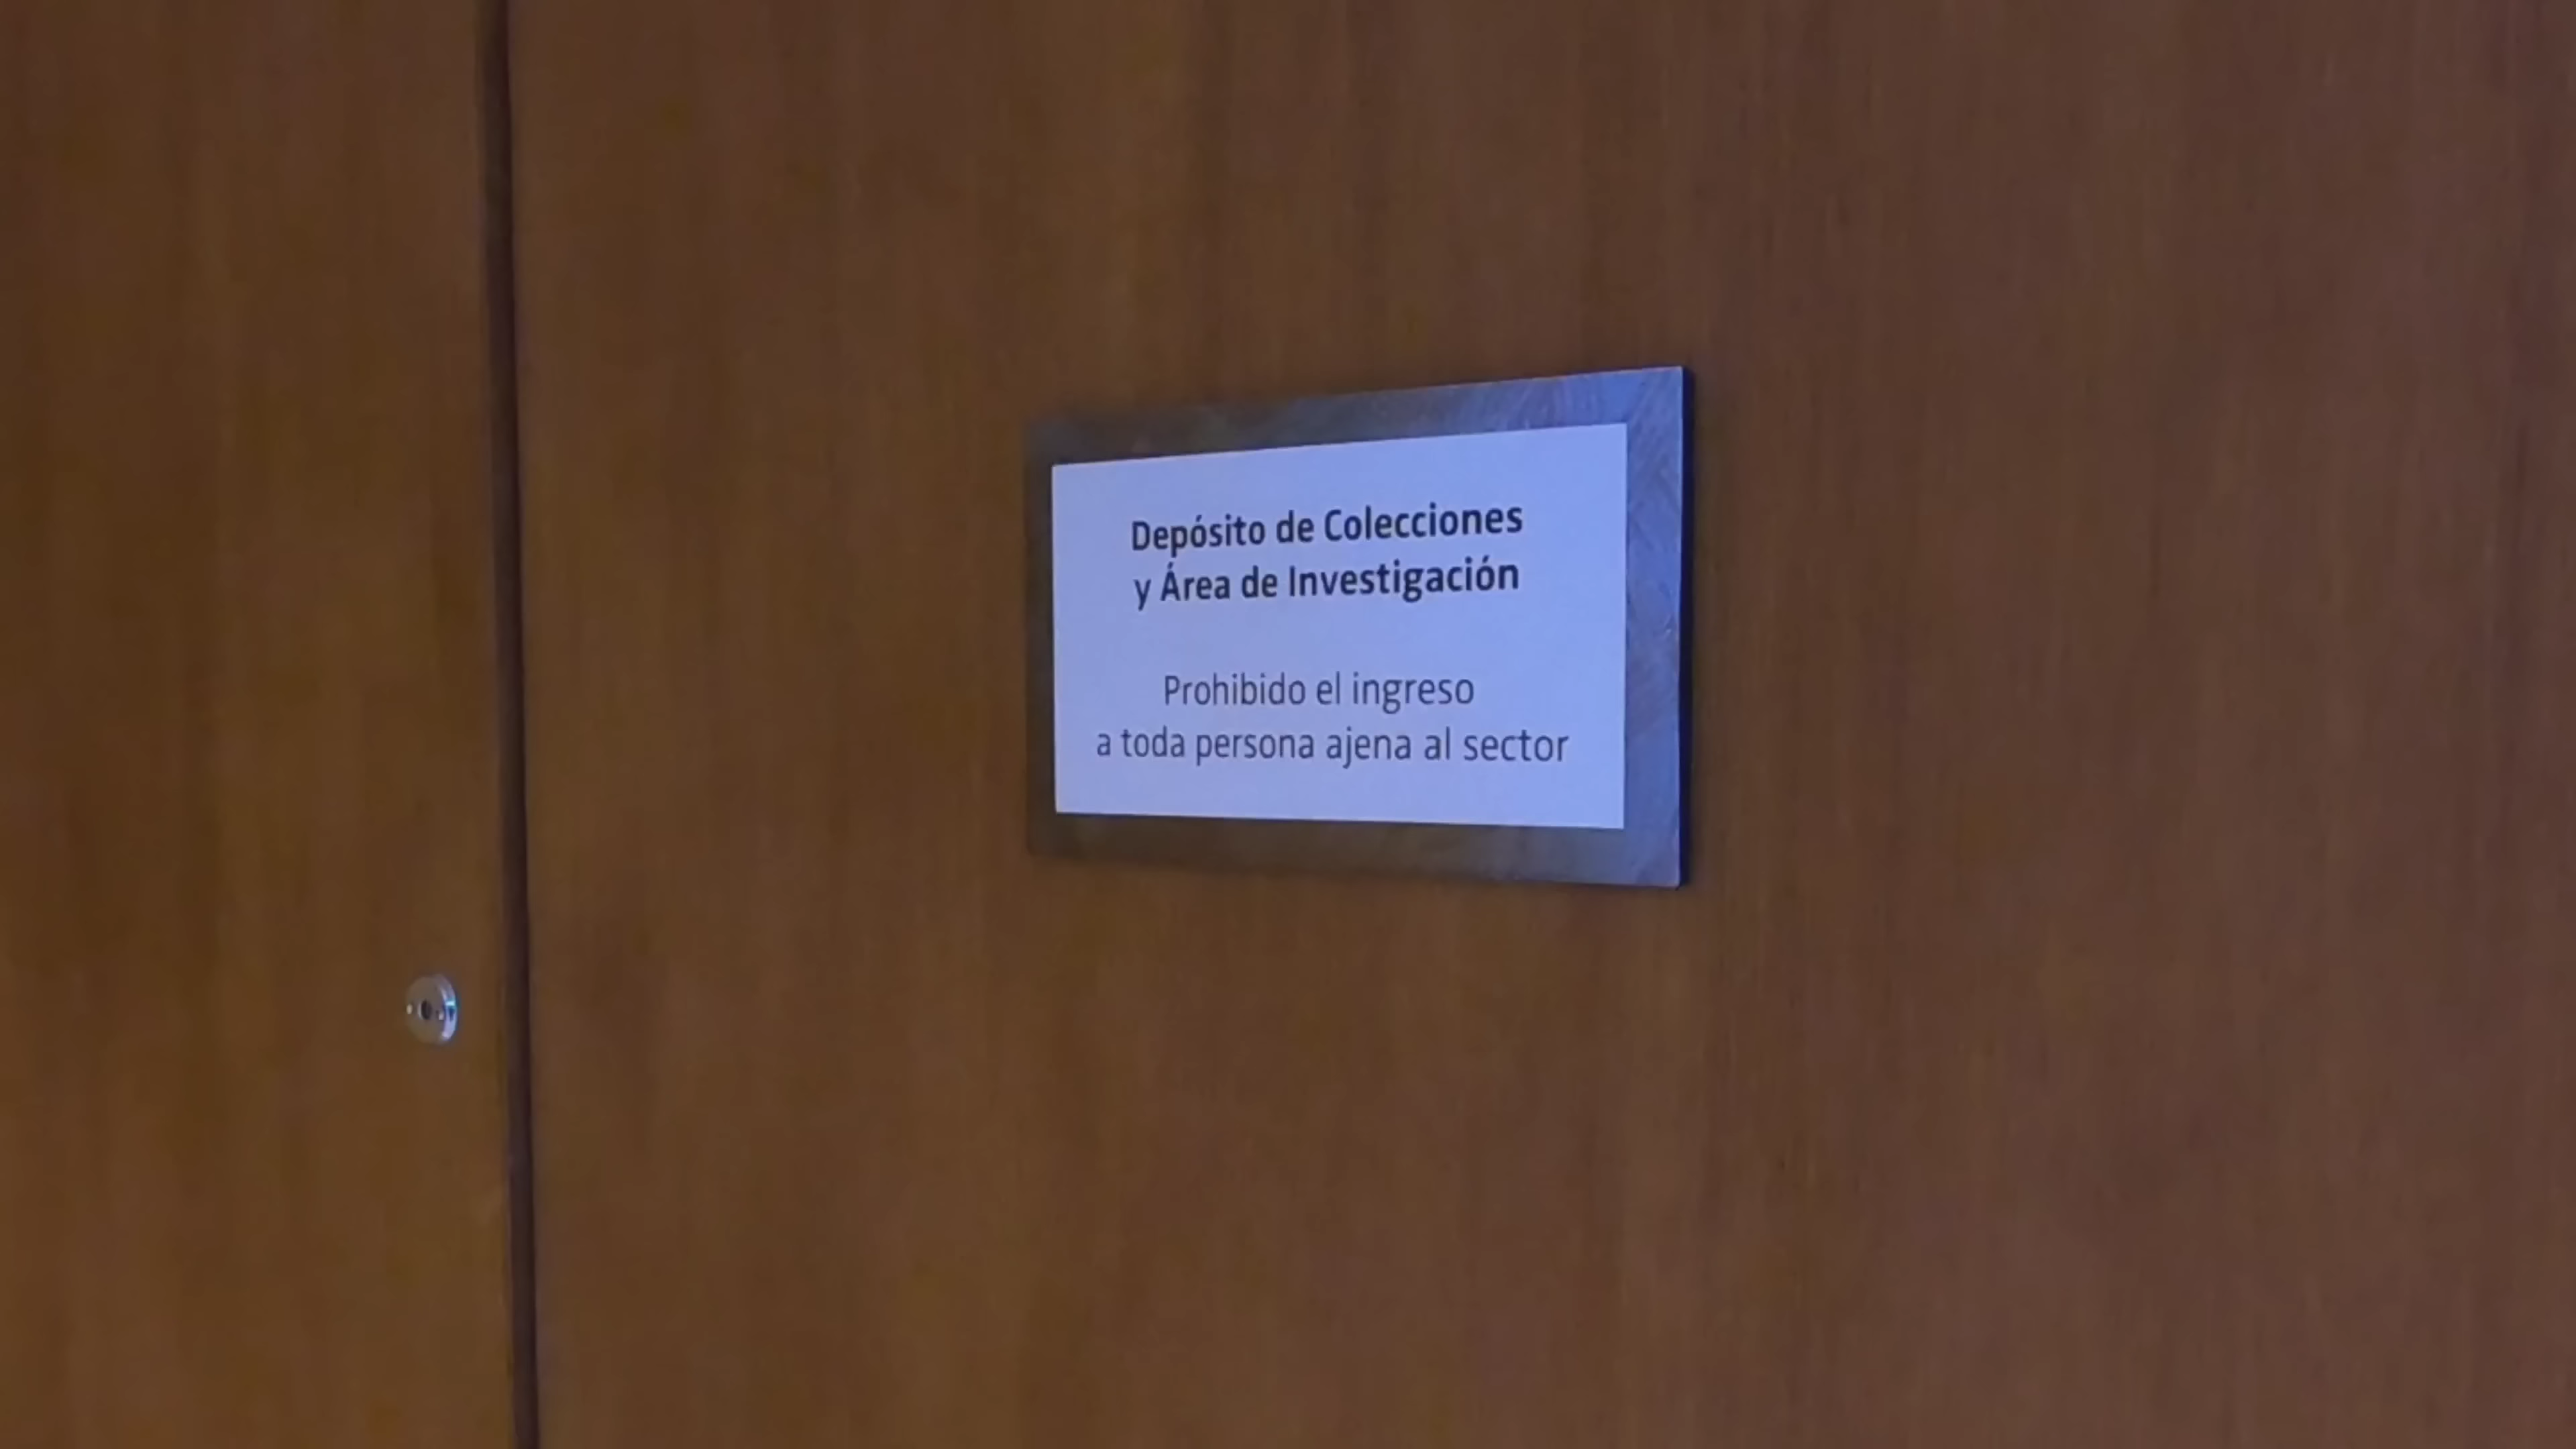 Depósito de Colecciones
y Área de Investigación
Prohibido el ingreso
a toda persona ajena al sector